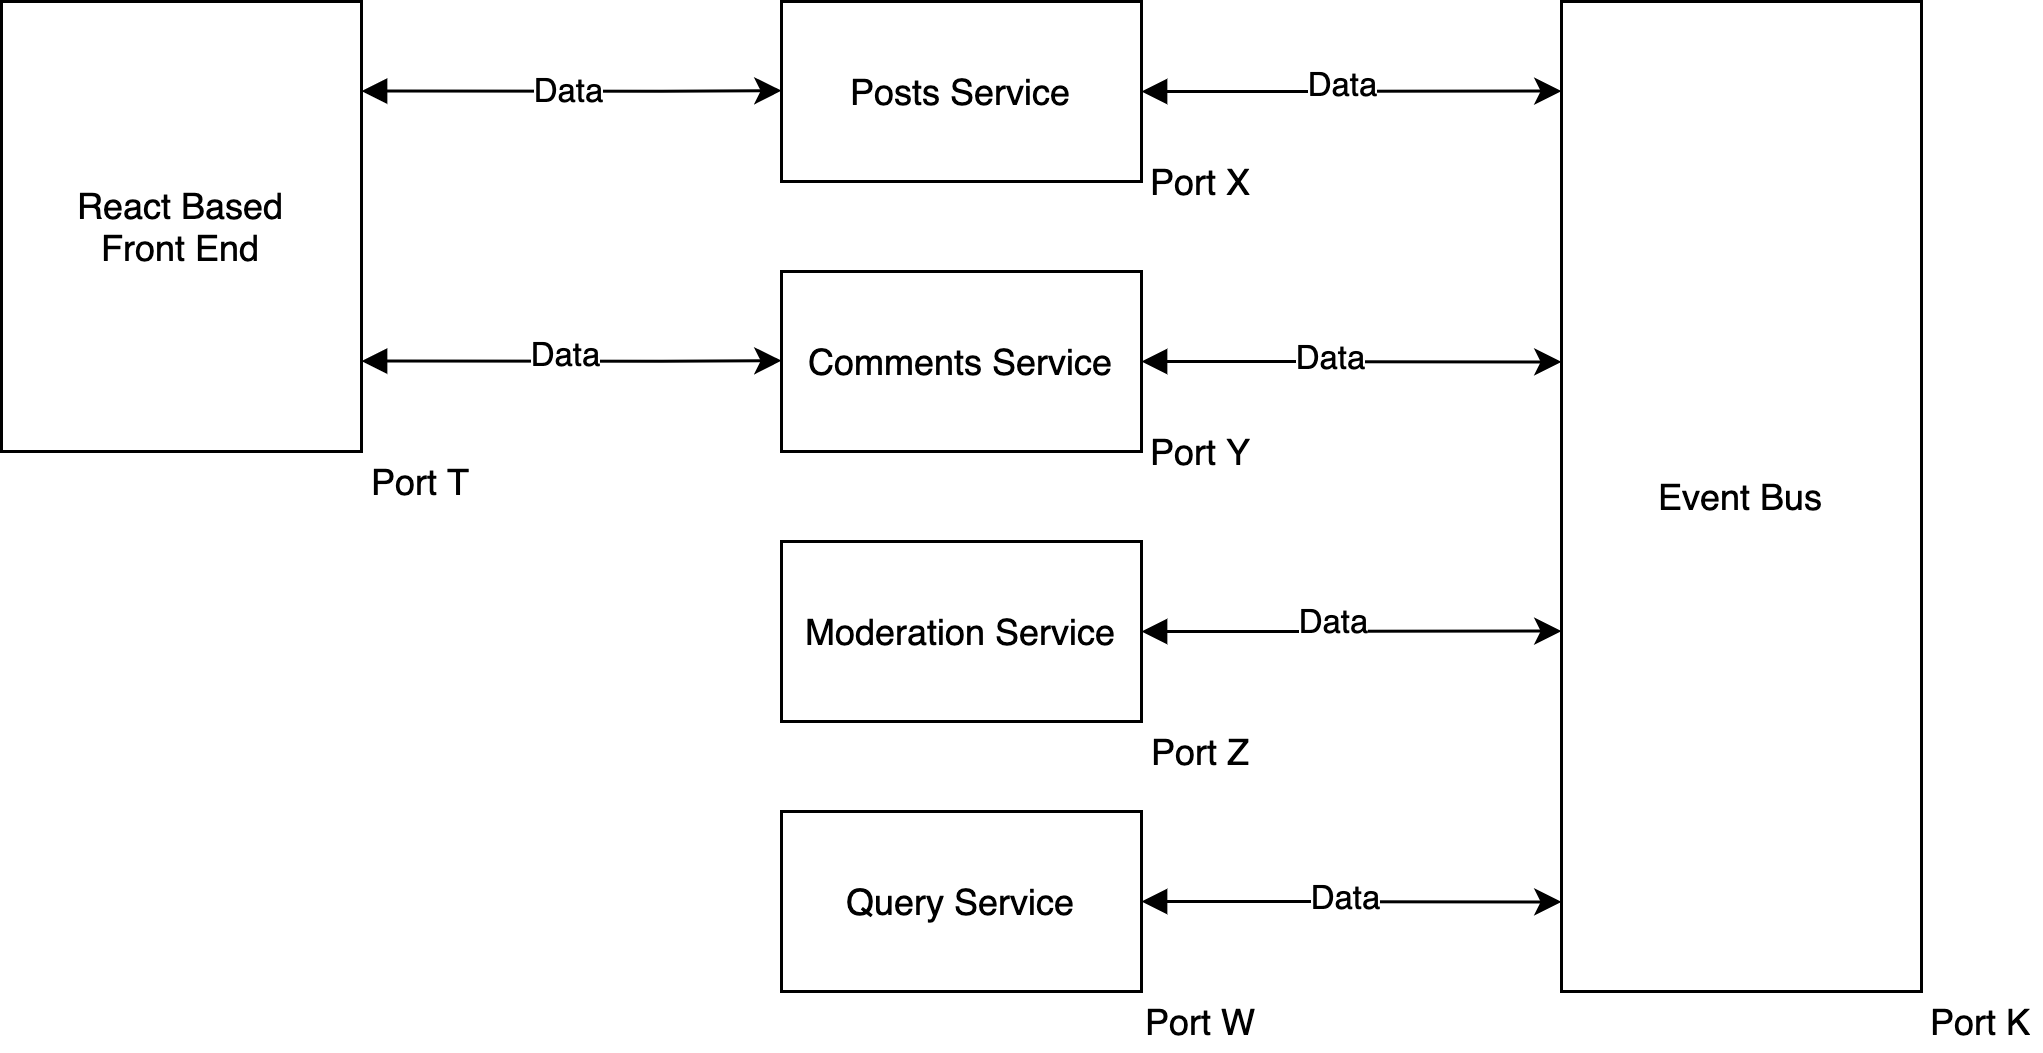 React Based
Front End
Port T
Data
Data
Posts Service
Port X
Comments Service
Port Y
Moderation Service
Port Z
Query Service
Port W
Data
Data
Data
Data
Event Bus
Port K